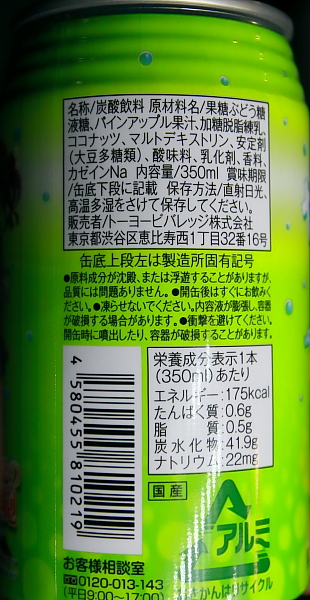 名称/炭酸飲料 原材料名/果糖ぶどう糖
液糖、パインアップル果汁、加糖脱脂練乳、
ココナッツ、マルトデキストリン、安定剤
(大豆多糖類)、酸味料、乳化剤、香料、
カゼインNa 内容量/350ml 賞味期限
/缶底下段に記載 保存方法/直射日光、
高温多湿をさけて保存してください。
販売者/トーヨービバレッジ株式会社
東京都渋谷区恵比寿西1丁目32番16号
缶底上段左は製造所固有記号
●原料成分が沈殿、または浮遊することがありますが、
品質には問題ありません。●開缶後はすぐにお飲みく
ださい。●凍らせないでください。内容液が膨張し、容器
が破損する場合があります。●衝撃を避けてください。
開缶時に噴出したり、容器が破損することがあります。
栄養成分表示1本
(350ml)あたり
エネルギー:175kcal
たんぱく質:0.6g
脂質:0.5g
炭水化物:41.9g
ナトリウム:22mg
4580455810219
国産
アルミ
あきかんはリサイクル
お客様相談室
0120-013-143
平日9:00〜17:00